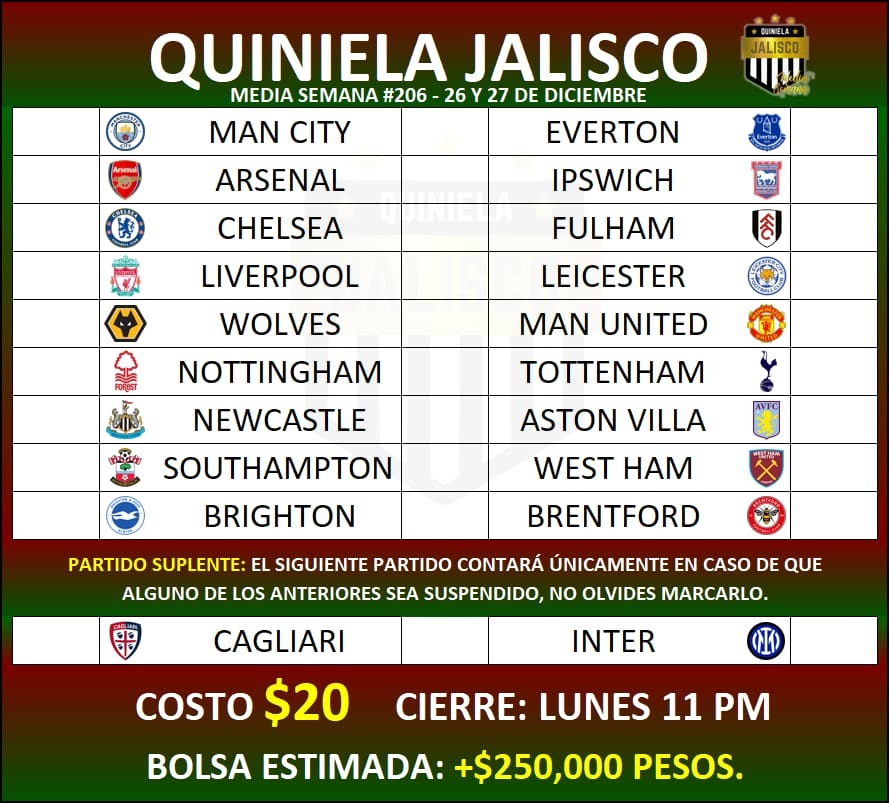 QUINIELA JALISCO
QUINIELA
JALISCO
MEDIA SEMANA #206 - 26 Y 27 DE DICIEMBRE
MAN CITY EVERTON
ARSENAL IPSWICH
CHELSEA FULHAM
LIVERPOOL LEICESTER
WOLVES MAN UNITED
NOTTINGHAM TOTTENHAM
NEWCASTLE ASTON VILLA
SOUTHAMPTON WEST HAM
BRIGHTON BRENTFORD
PARTIDO SUPLENTE: EL SIGUIENTE PARTIDO CONTARÁ ÚNICAMENTE EN CASO DE QUE
ALGUNO DE LOS ANTERIORES SEA SUSPENDIDO, NO OLVIDES MARCARLO.
CAGLIARI INTER
COSTO $20 CIERRE: LUNES 11 PM
BOLSA ESTIMADA: +$250,000 PESOS.